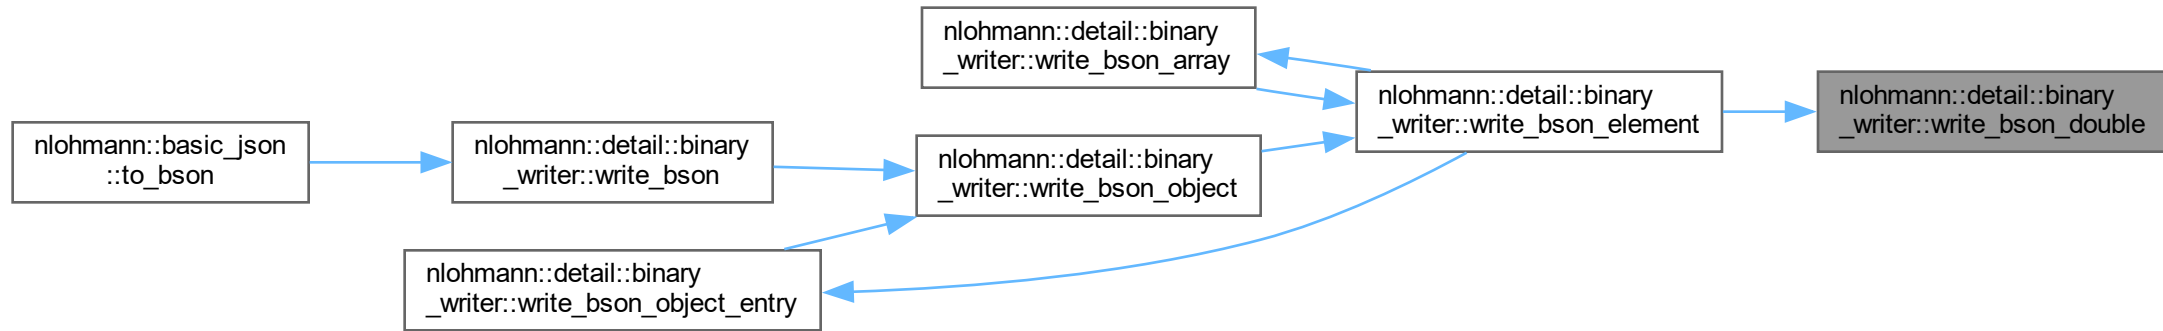 nlohmann::basic_json
::to_bson
nlohmann::detail::binary
_writer::write_bson
nlohmann::detail::binary
_writer::write_bson_array
nlohmann::detail::binary
_writer::write_bson_object
nlohmann::detail::binary
_writer::write_bson_object_entry
nlohmann::detail::binary
_writer::write_bson_element
nlohmann::detail::binary
_writer::write_bson_double